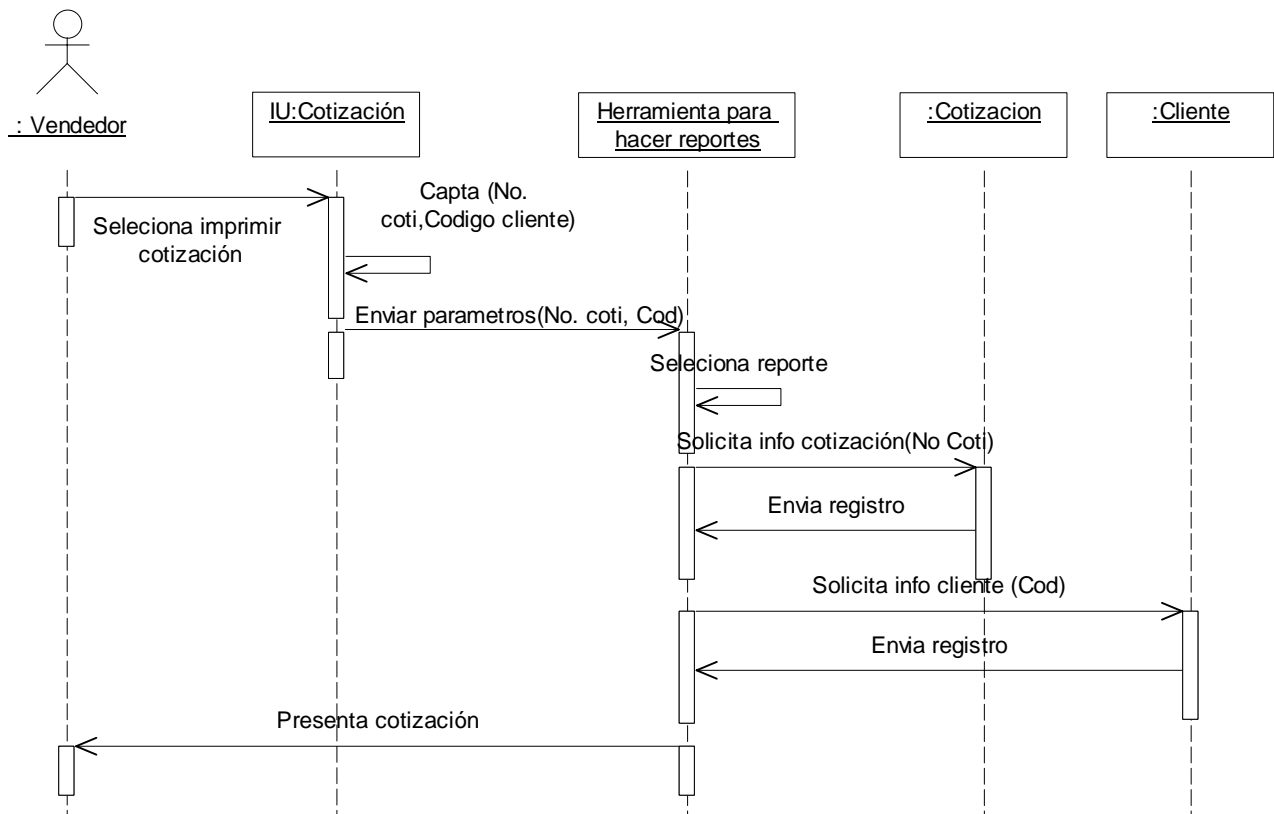 : Vendedor
IU:Cotización
Herramienta para
hacer reportes
:Cotizacion
:Cliente
Seleciona imprimir
cotización
Capta (No.
coti,Codigo cliente)
Enviar parametros(No. coti, Cod)
Seleciona reporte
Solicita info cotización(No Coti)
Envia registro
Solicita info cliente (Cod)
Envia registro
Presenta cotización